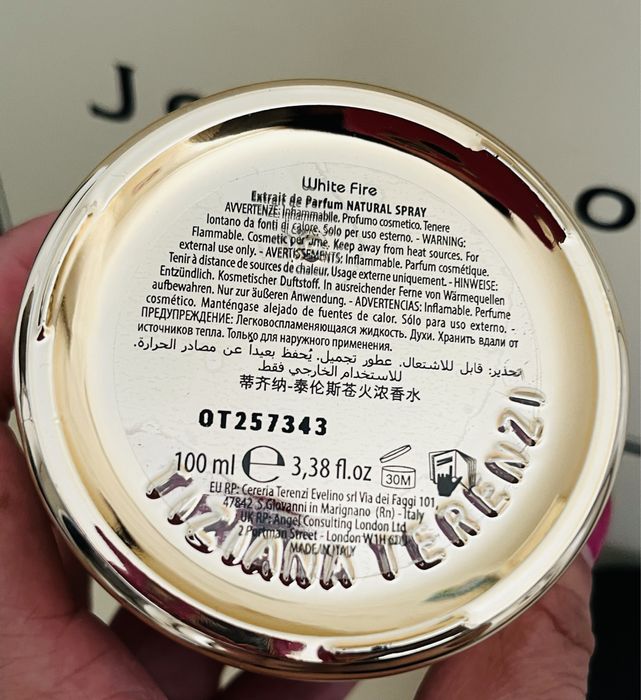 J
o
White Fire
Extrait de Parfum NATURAL SPRAY
AVVERTENZE: Infiammabile. Profumo cosmetico. Tenere
lontano da fonti di calore. Solo per uso esterno. - WARNING:
Flammable. Cosmetic perfume. Keep away from heat sources. For
external use only. - AVERTISSEMENTS: Inflammable. Parfum cosmétique.
Tenir à distance de sources de chaleur. Usage externe uniquement. - HINWEISE:
Entzündlich. Kosmetischer Duftstoff. In ausreichender Ferne von Wärmequellen
aufbewahren. Nur zur äußeren Anwendung. - ADVERTENCIAS: Inflamable. Perfume
cosmético. Manténgase alejado de fuentes de calor. Sólo para uso externo. -
ПРЕДУПРЕЖДЕНИЕ: Легковоспламеняющаяся жидкость. Духи. Хранить вдали от
источников тепла. Только для наружного применения.
تحذير: قابل للاشتعال. عطور تجميل. يُحفظ بعيداً عن مصادر الحرارة.
للاستخدام الخارجي فقط.
蒂齐纳-泰伦斯苍火浓香水
OT257343
100 ml e 3,38 fl.oz 30M
EU RP: Cereria Terenzi Evelino srl Via dei Faggi 101,
47842 S.Giovanni in Marignano (Rn) - Italy
UK RP: Angel Consulting London Ltd
2 Portman Street - London W1H
MADE IN ITALY
TIZIANA TERENZI